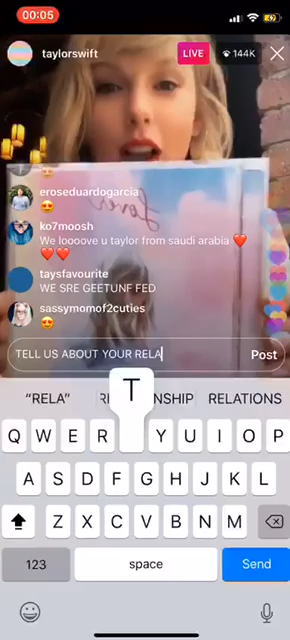 00:05
taylorswift
LIVE
144K
Lover
eroseduardogarcia
😍
ko7moosh
We loooove u taylor from saudi arabia ❤️
❤️❤️
taysfavourite
WE SRE GEETUNF FED
sassymomof2cuties
😍
TELL US ABOUT YOUR RELA
Post
T
"RELA"
NSHIP
RELATIONS
Q W E R Y U I O P
A S D F G H J K L
Z X C V B N M
123
space
Send